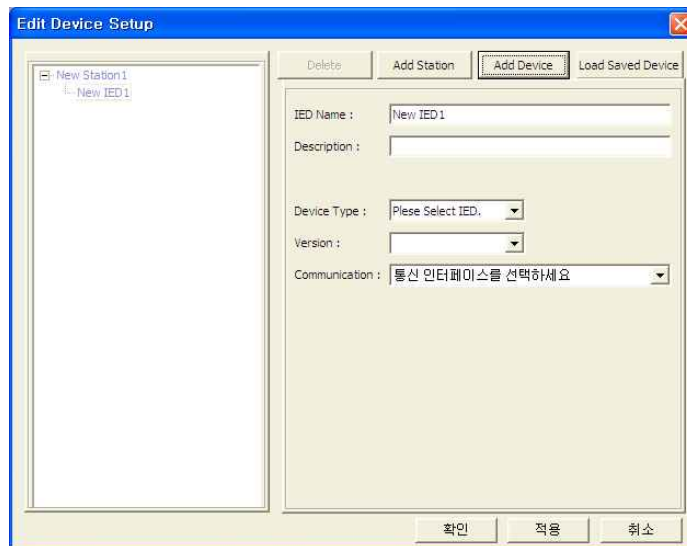 Edit Device Setup
New Station1
New IED1
Delete
Add Station
Add Device
Load Saved Device
IED Name :
New IED1
Description :
Device Type :
Plese Select IED.
Version :
Communication :
통신 인터페이스를 선택하세요
확인
적용
취소